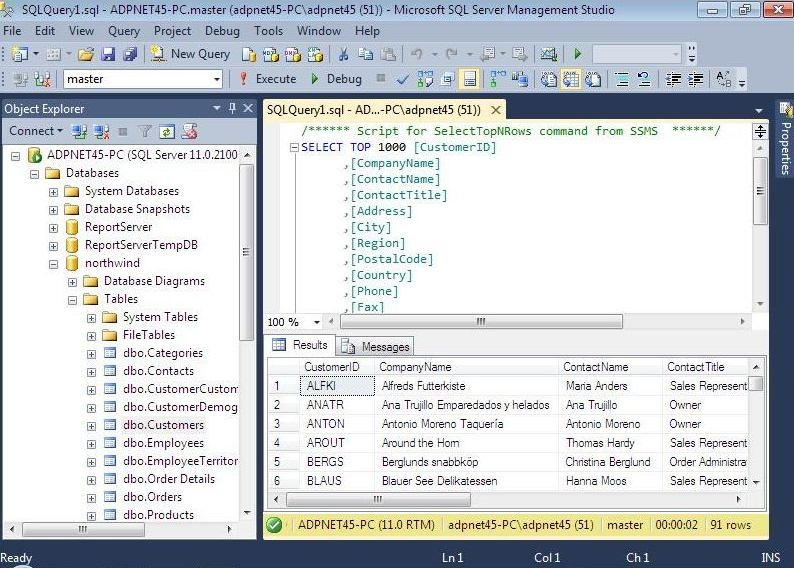 SQLQuery1.sql - ADPNET45-PC.master (adpnet45-PC\adpnet45 (51)) - Microsoft SQL Server Management Studio
File Edit View Query Project Debug Tools Window Help
New Query
master Execute Debug
Object Explorer
Connect
ADPNET45-PC (SQL Server 11.0.2100
Databases
System Databases
Database Snapshots
ReportServer
ReportServerTempDB
northwind
Database Diagrams
Tables
System Tables
FileTables
dbo.Categories
dbo.Contacts
dbo.CustomerCustom
dbo.CustomerDemog
dbo.Customers
dbo.Employees
dbo.EmployeeTerritor
dbo.Order Details
dbo.Orders
dbo.Products
SQLQuery1.sql - AD...-PC\adpnet45 (51))
/****** Script for SelectTopNRows command from SSMS ******/
SELECT TOP 1000 [CustomerID]
,[CompanyName]
,[ContactName]
,[ContactTitle]
,[Address]
,[City]
,[Region]
,[PostalCode]
,[Country]
,[Phone]
,[Fax]
100 %
Results Messages
CustomerID CompanyName ContactName ContactTitle
1 ALFKI Alfreds Futterkiste Maria Anders Sales Represent
2 ANATR Ana Trujillo Emparedados y helados Ana Trujillo Owner
3 ANTON Antonio Moreno Taquería Antonio Moreno Owner
4 AROUT Around the Horn Thomas Hardy Sales Represent
5 BERGS Berglunds snabbköp Christina Berglund Order Administra
6 BLAUS Blauer See Delikatessen Hanna Moos Sales Represent
ADPNET45-PC (11.0 RTM) adpnet45-PC\adpnet45 (51) master 00:00:02 91 rows
Properties
Ready Ln 1 Col 1 Ch 1 INS